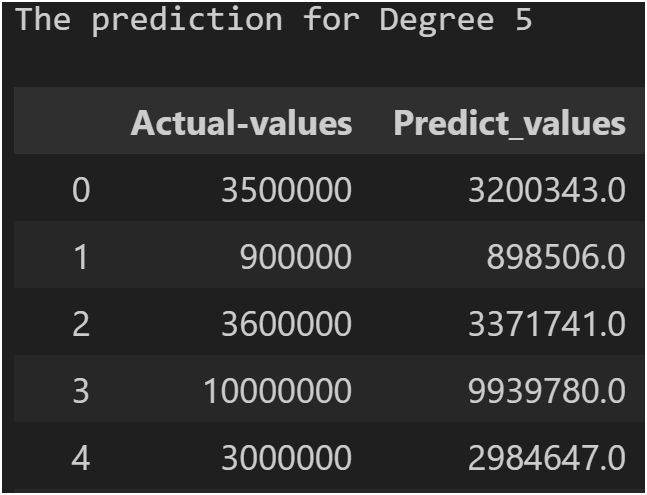 The prediction for Degree 5
Actual-values Predict_values
0 3500000 3200343.0
1 900000 898506.0
2 3600000 3371741.0
3 10000000 9939780.0
4 3000000 2984647.0